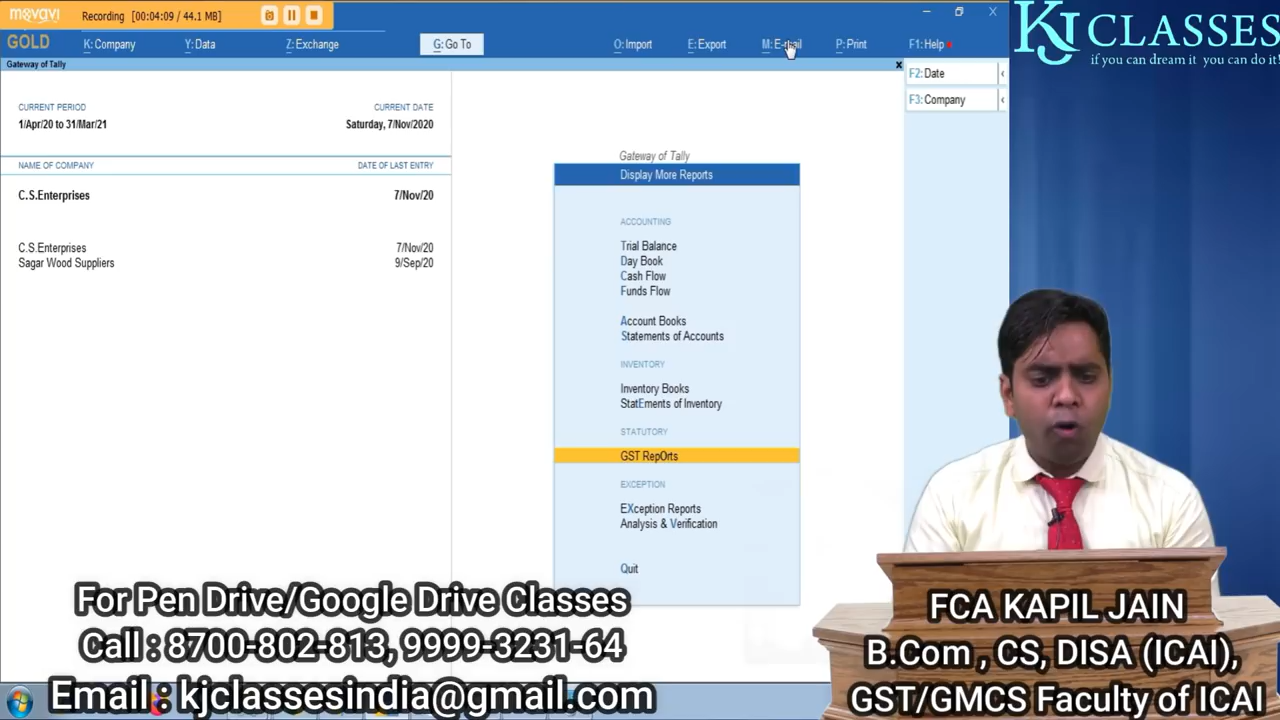 movavi
Recording [00:04:09 / 44.1 MB]
GOLD
K: Company
Y: Data
Z: Exchange
G: Go To
O: Import
E: Export
M: E-mail
P: Print
F1: Help
Gateway of Tally
F2: Date
F3: Company
CURRENT PERIOD
CURRENT DATE
1/Apr/20 to 31/Mar/21
Saturday, 7/Nov/2020
NAME OF COMPANY
DATE OF LAST ENTRY
C.S.Enterprises
7/Nov/20
C.S.Enterprises
7/Nov/20
Sagar Wood Suppliers
9/Sep/20
Gateway of Tally
Display More Reports
ACCOUNTING
Trial Balance
Day Book
Cash Flow
Funds Flow
Account Books
Statements of Accounts
INVENTORY
Inventory Books
StatEments of Inventory
STATUTORY
GST RepOrts
EXCEPTION
EXception Reports
Analysis & Verification
Quit
KJ CLASSES
if you can dream it you can do it!
For Pen Drive/Google Drive Classes
Call : 8700-802-813, 9999-3231-64
Email : kjclassesindia@gmail.com
FCA KAPIL JAIN
B.Com , CS, DISA (ICAI),
GST/GMCS Faculty of ICAI